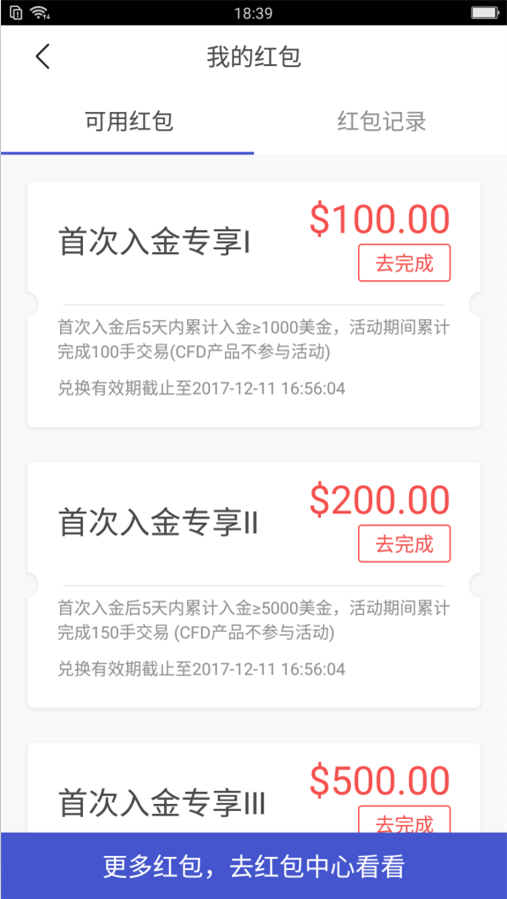 18:39
我的红包
可用红包 红包记录
$100.00
首次入金专享I
去完成
首次入金后5天内累计入金≥1000美金，活动期间累计
完成100手交易(CFD产品不参与活动)
兑换有效期截止至2017-12-11 16:56:04
$200.00
首次入金专享II
去完成
首次入金后5天内累计入金≥5000美金，活动期间累计
完成150手交易 (CFD产品不参与活动)
兑换有效期截止至2017-12-11 16:56:04
$500.00
首次入金专享III
去完成
更多红包，去红包中心看看